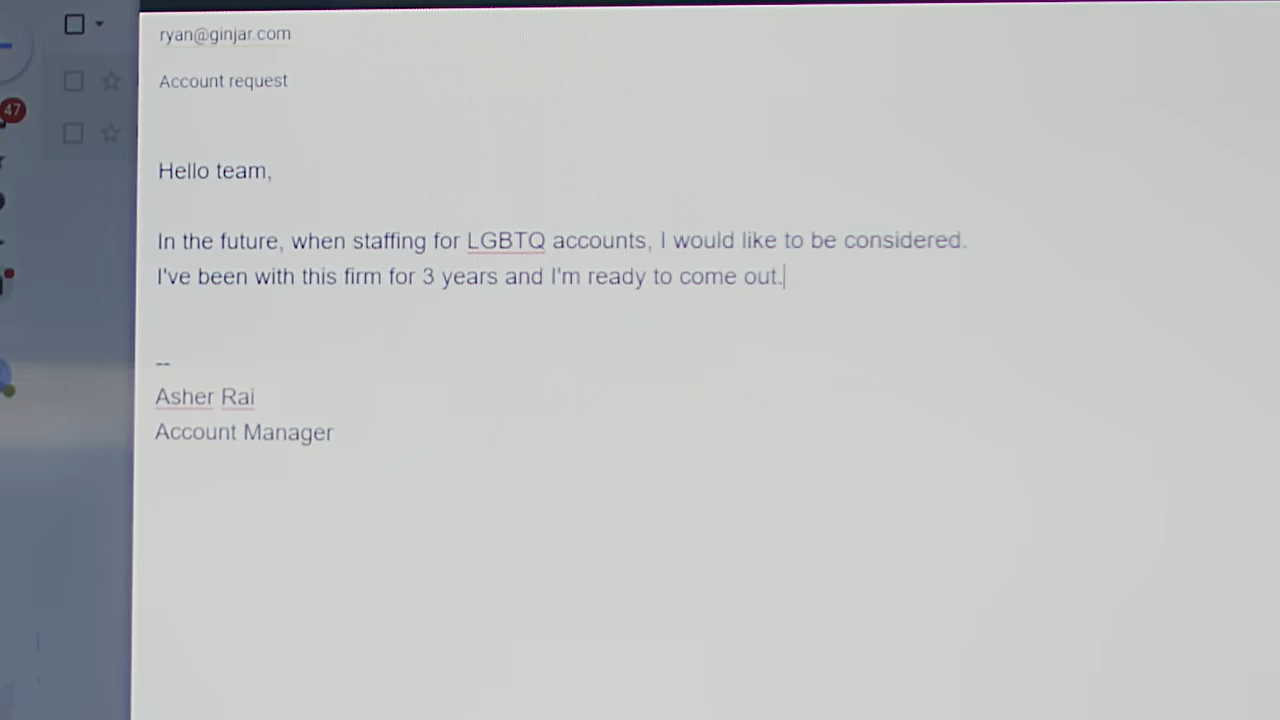 ryan@ginjar.com
Account request
47
Hello team,
In the future, when staffing for LGBTQ accounts, I would like to be considered.
I've been with this firm for 3 years and I'm ready to come out.
--
Asher Rai
Account Manager